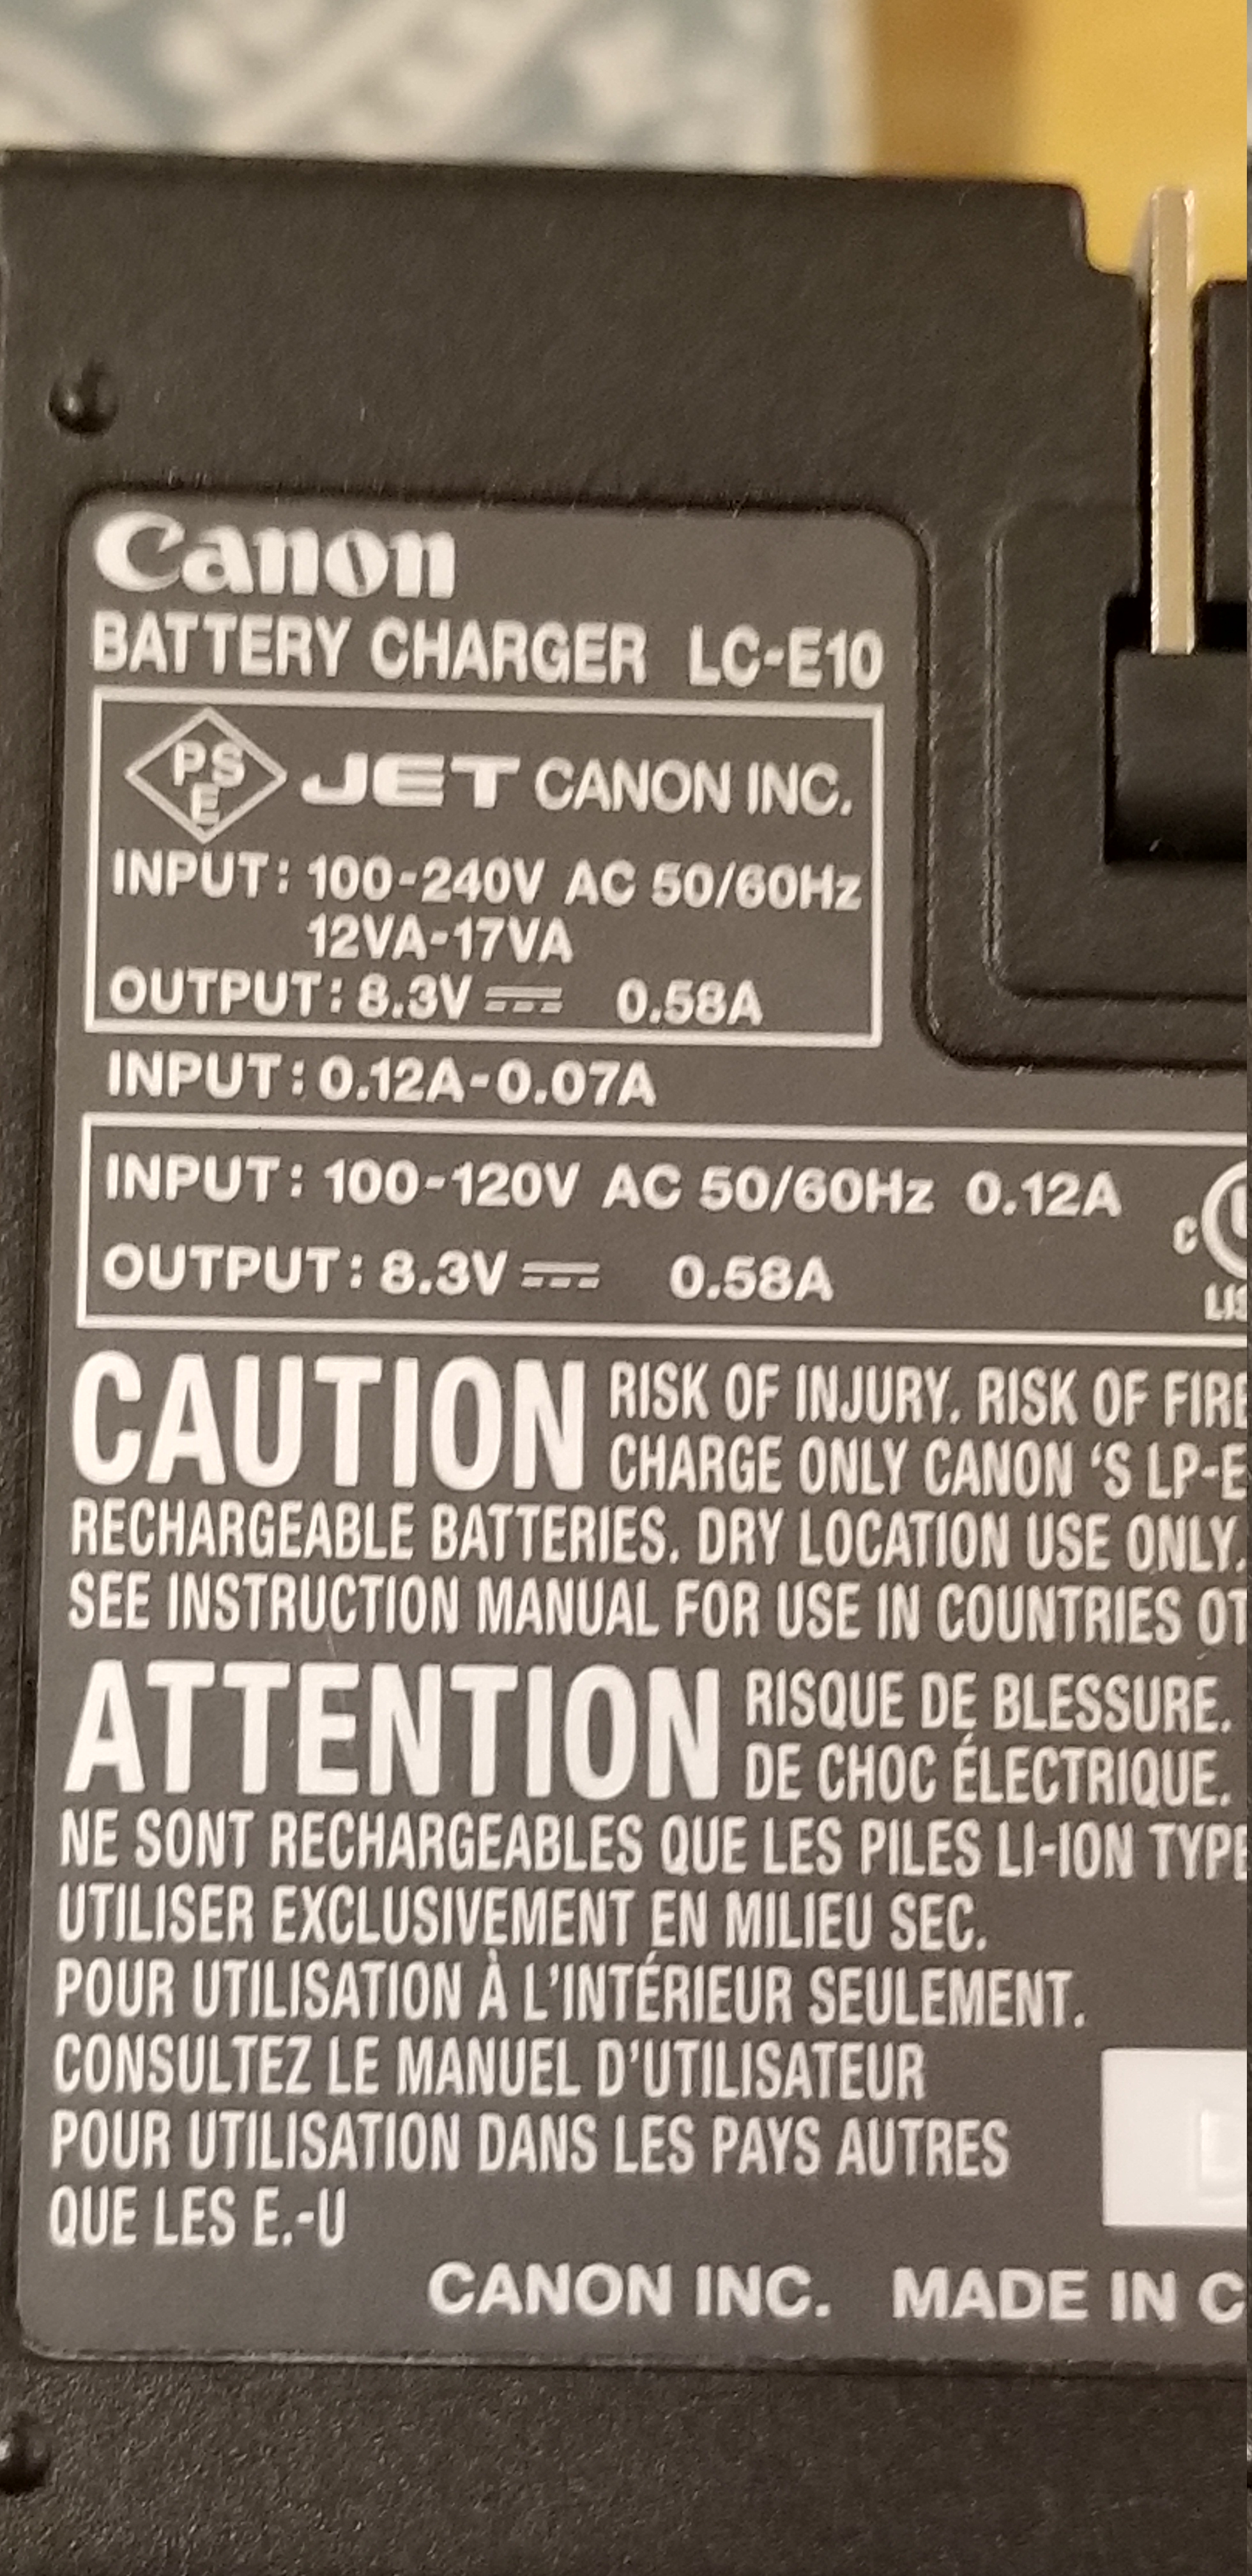 Canon
BATTERY CHARGER LC-E10
PSE JET CANON INC.
INPUT: 100-240V AC 50/60Hz
12VA-17VA
OUTPUT: 8.3V ⎓ 0.58A
INPUT: 0.12A-0.07A
INPUT: 100-120V AC 50/60Hz 0.12A
C
OUTPUT: 8.3V ⎓ 0.58A
CAUTION RISK OF INJURY. RISK OF FIRE
CHARGE ONLY CANON 'S LP-E
RECHARGEABLE BATTERIES. DRY LOCATION USE ONLY.
SEE INSTRUCTION MANUAL FOR USE IN COUNTRIES OT
ATTENTION RISQUE DE BLESSURE.
DE CHOC ÉLECTRIQUE.
NE SONT RECHARGEABLES QUE LES PILES LI-ION TYPE
UTILISER EXCLUSIVEMENT EN MILIEU SEC.
POUR UTILISATION À L'INTÉRIEUR SEULEMENT.
CONSULTEZ LE MANUEL D'UTILISATEUR
POUR UTILISATION DANS LES PAYS AUTRES
QUE LES E.-U
CANON INC. MADE IN C